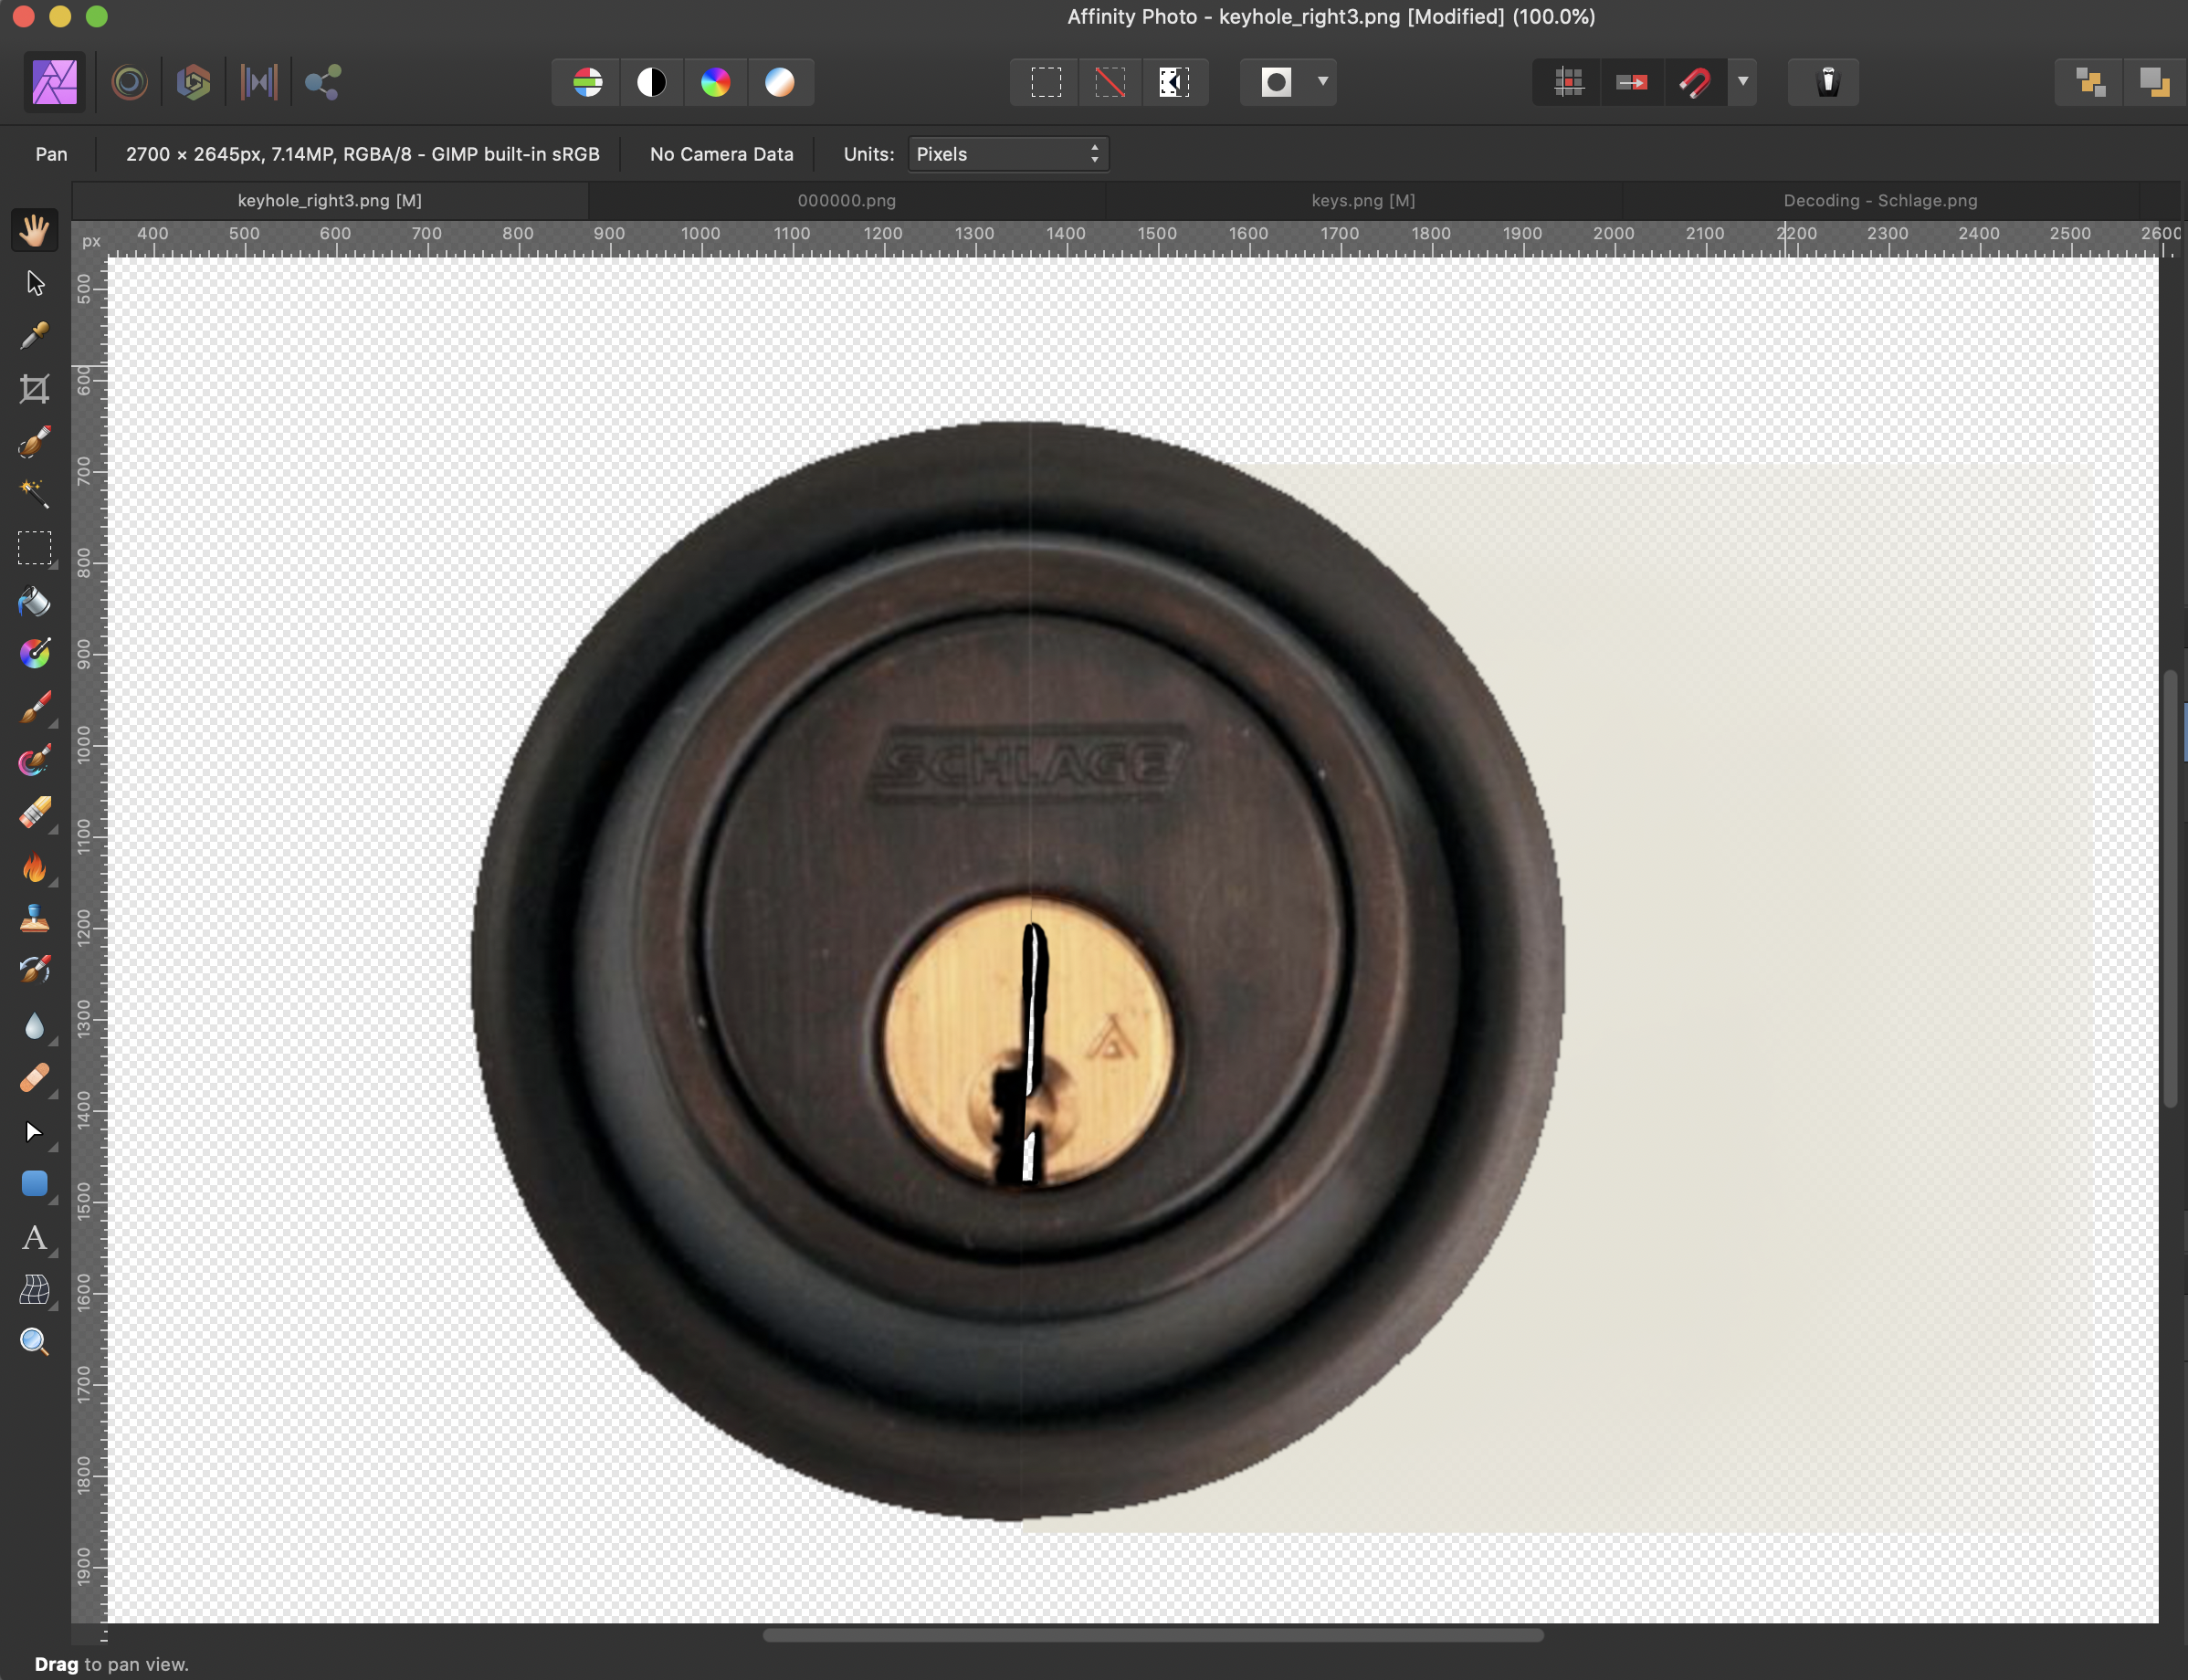 Affinity Photo - keyhole_right3.png [Modified] (100.0%)
Pan
2700 × 2645px, 7.14MP, RGBA/8 - GIMP built-in sRGB
No Camera Data
Units:
Pixels
keyhole_right3.png [M]
000000.png
keys.png [M]
Decoding - Schlage.png
px
400 500 600 700 800 900 1000 1100 1200 1300 1400 1500 1600 1700 1800 1900 2000 2100 2200 2300 2400 2500 2600
500
600
700
800
900
1000
1100
1200
1300
1400
1500
1600
1700
1800
1900
SCHLAGE
A
Drag to pan view.